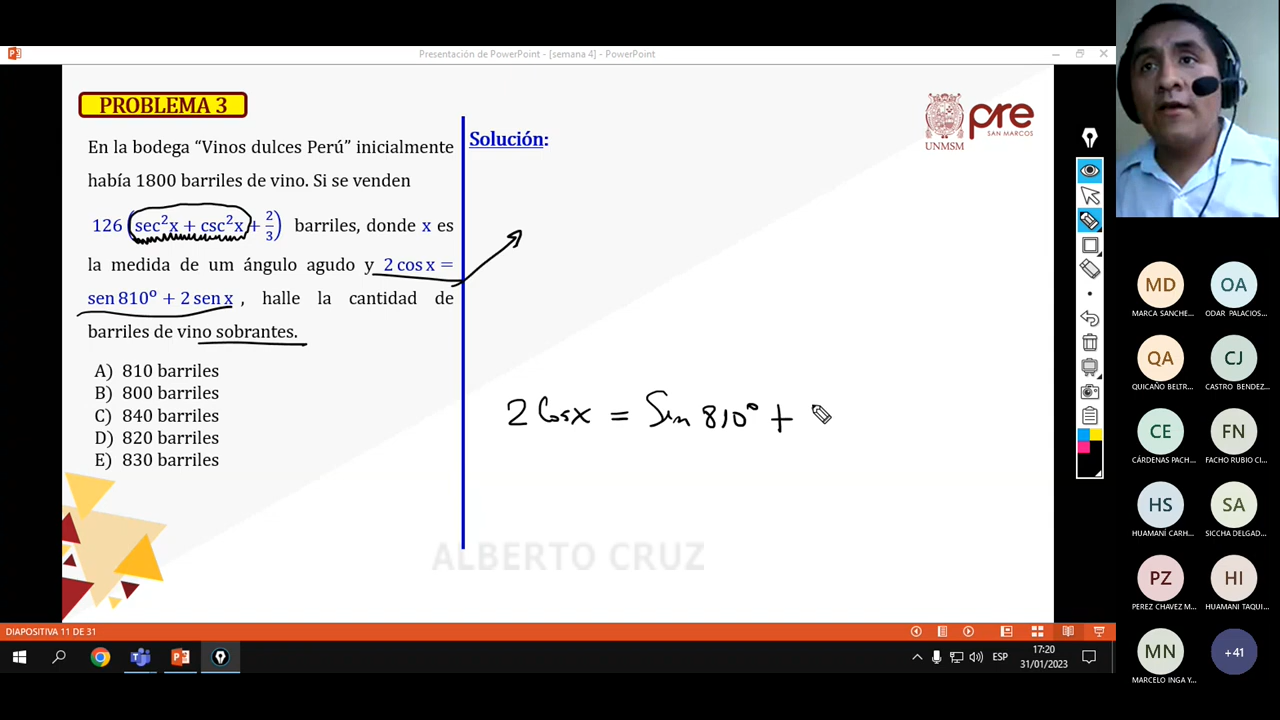 Presentación de PowerPoint - [semana 4] - PowerPoint
PROBLEMA 3
En la bodega “Vinos dulces Perú” inicialmente
había 1800 barriles de vino. Si se venden
126 (sec²x + csc²x + 2/3) barriles, donde x es
la medida de um ángulo agudo y 2 cos x =
sen 810° + 2 sen x , halle la cantidad de
barriles de vino sobrantes.
A) 810 barriles
B) 800 barriles
C) 840 barriles
D) 820 barriles
E) 830 barriles
Solución:
UNMSM
pre
SAN MARCOS
2 Cosx = Sin 810° +
ALBERTO CRUZ
DIAPOSITIVA 11 DE 31
ESP
17:20
31/01/2023
MD
MARCA SANCHE...
OA
ODAR PALACIOS...
QA
QUICAÑO BELTR...
CJ
CASTRO BENDEZ...
CE
CÁRDENAS PACH...
FN
FACHO RUBIO CI...
HS
HUAMANÍ CARH...
SA
SICCHA DELGAD...
PZ
PEREZ CHAVEZ M...
HI
HUAMANI TAQUI...
MN
MARCELO INGA Y...
+41